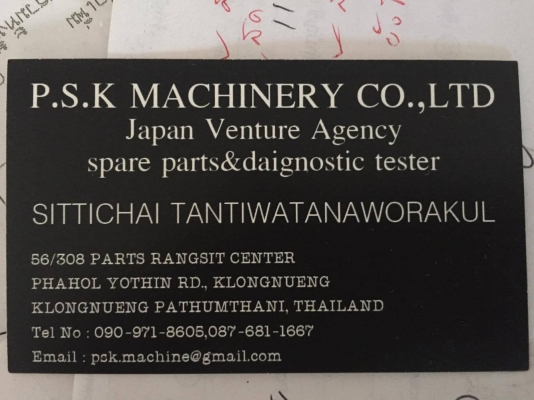 P.S.K MACHINERY CO.,LTD
Japan Venture Agency
spare parts&daignostic tester
SITTICHAI TANTIWATANAWORAKUL
56/308 PARTS RANGSIT CENTER
PHAHOL YOTHIN RD., KLONGNUENG
KLONGNUENG PATHUMTHANI, THAILAND
Tel No : 090-971-8605,087-681-1667
Email : psk.machine@gmail.com